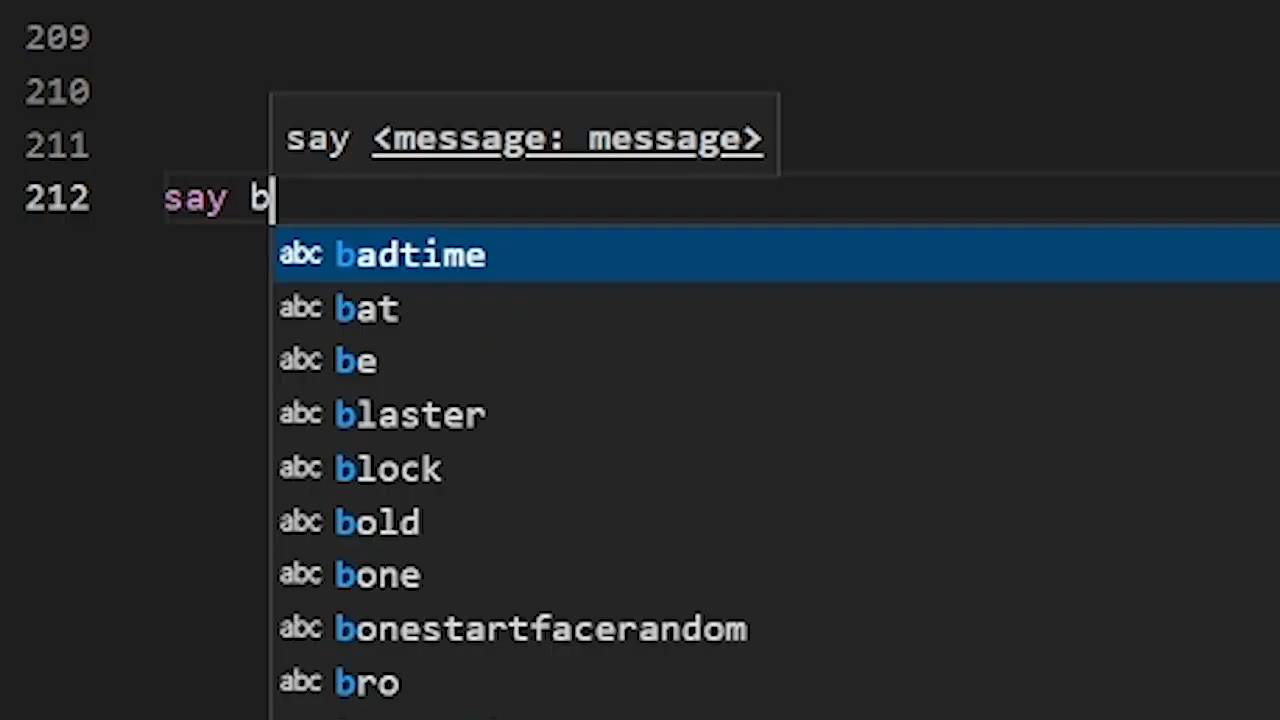 209
210
say <message: message>
211
212 say b
abc badtime
abc bat
abc be
abc blaster
abc block
abc bold
abc bone
abc bonestartfacerandom
abc bro